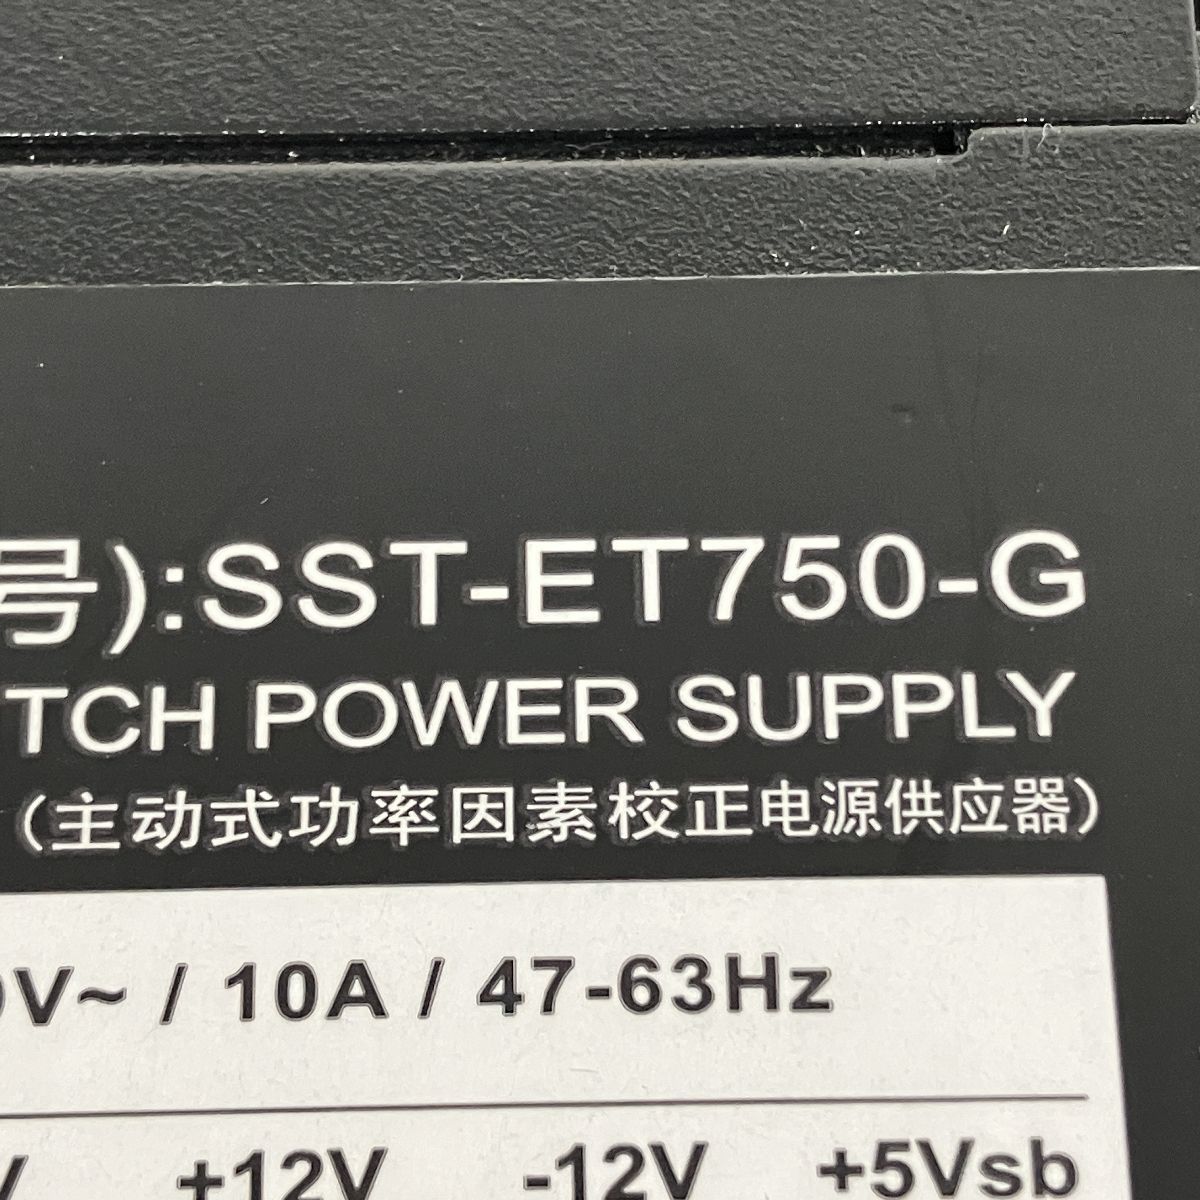 号):SST-ET750-G
TCH POWER SUPPLY
(主动式功率因素校正电源供应器)
0V~ / 10A / 47-63Hz
V +12V -12V +5Vsb